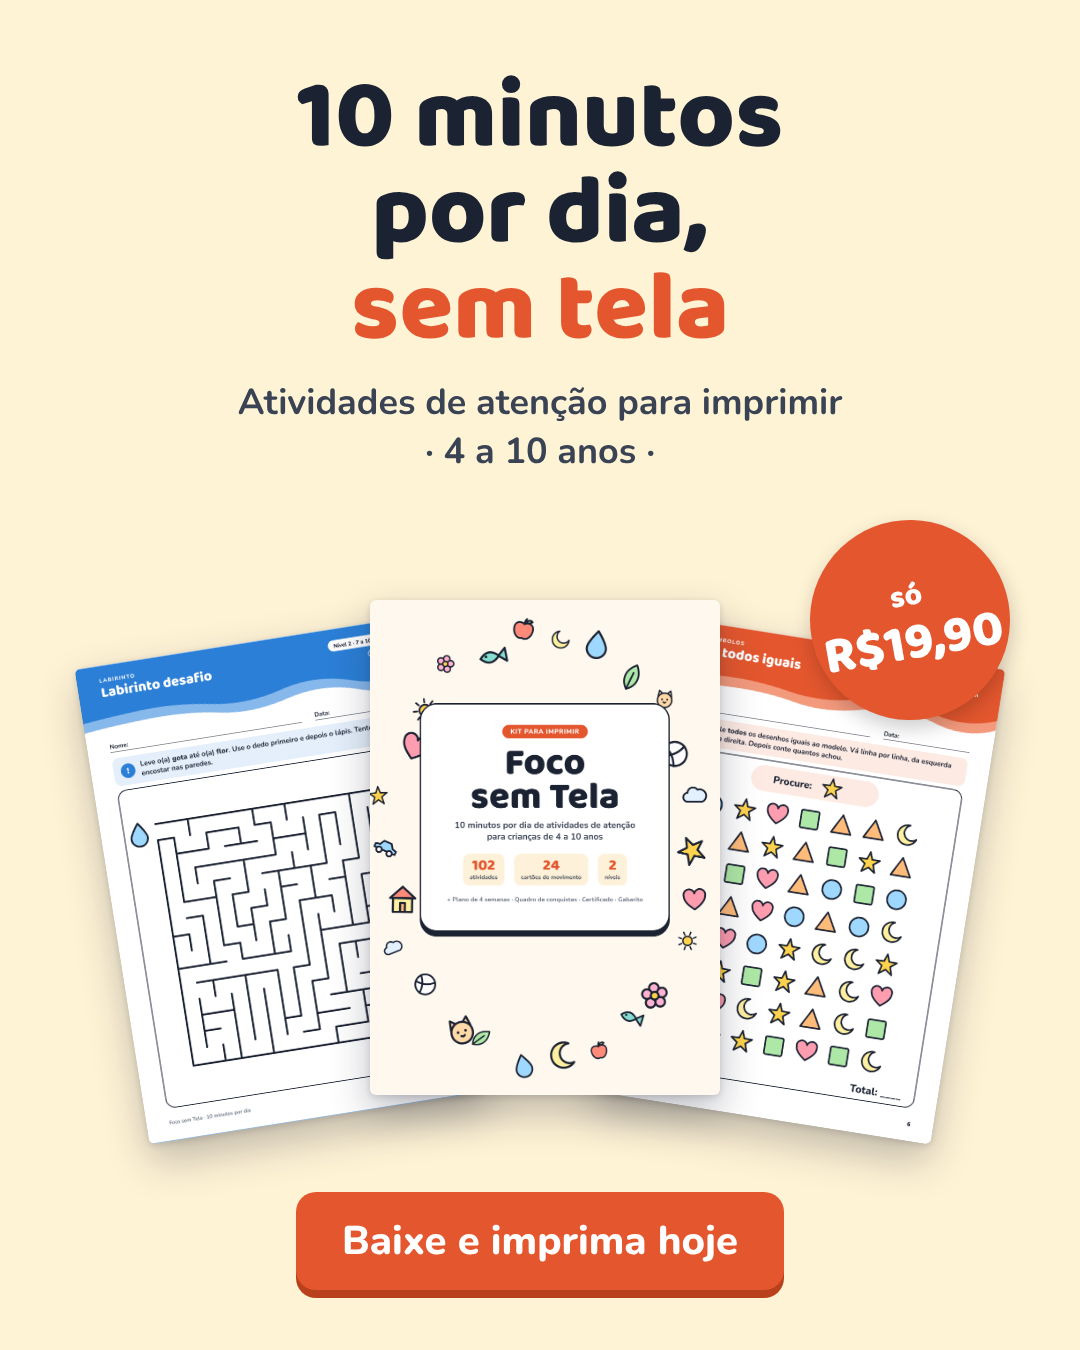 10 minutos
por dia,
sem tela
Atividades de atenção para imprimir
· 4 a 10 anos ·
só
R$19,90
LABIRINTO
Labirinto desafio
Nível 2 · 7 a 10
Nome:
Data:
1
Leve o(a) gota até o(a) flor. Use o dedo primeiro e depois o lápis. Tente
encostar nas paredes.
Foco sem Tela · 10 minutos por dia
KIT PARA IMPRIMIR
Foco
sem Tela
10 minutos por dia de atividades de atenção
para crianças de 4 a 10 anos
102
atividades
24
cartões de movimento
2
níveis
+ Plano de 4 semanas · Quadro de conquistas · Certificado · Gabarito
todos iguais
Data:
todos os desenhos iguais ao modelo. Vá linha por linha, da esquerda
direita. Depois conte quantos achou.
Procure:
Total: ____
6
Baixe e imprima hoje